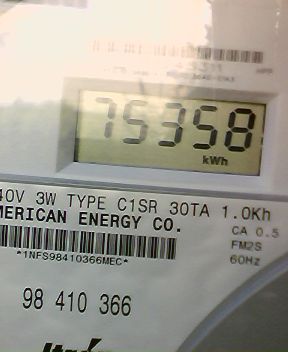 75358
kWh
40V 3W TYPE C1SR 30TA 1.0Kh
MERICAN ENERGY CO.
CA 0.5
*1NFS98410366MEC*
FM2S
60Hz
98 410 366
Itron